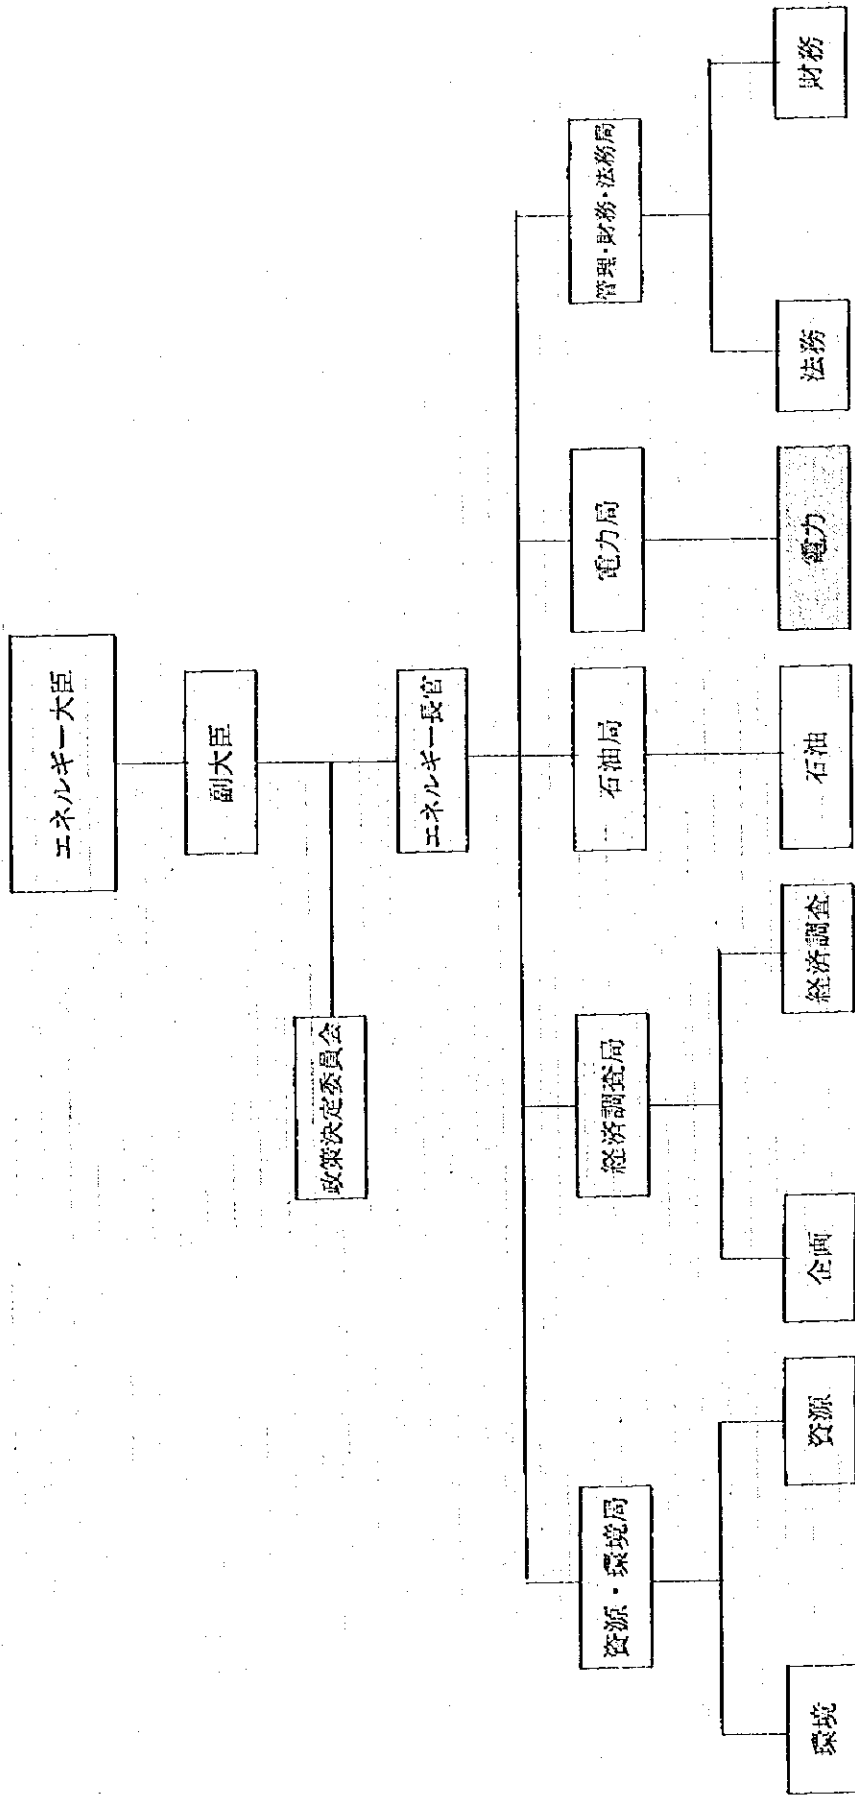 エネルギー大臣
副大臣
政策決定委員会
エネルギー長官
資源・環境局
経済調査局
石油局
電力局
管理・財務・法務局
環境
資源
企画
経済調査
石油
電力
法務
財務